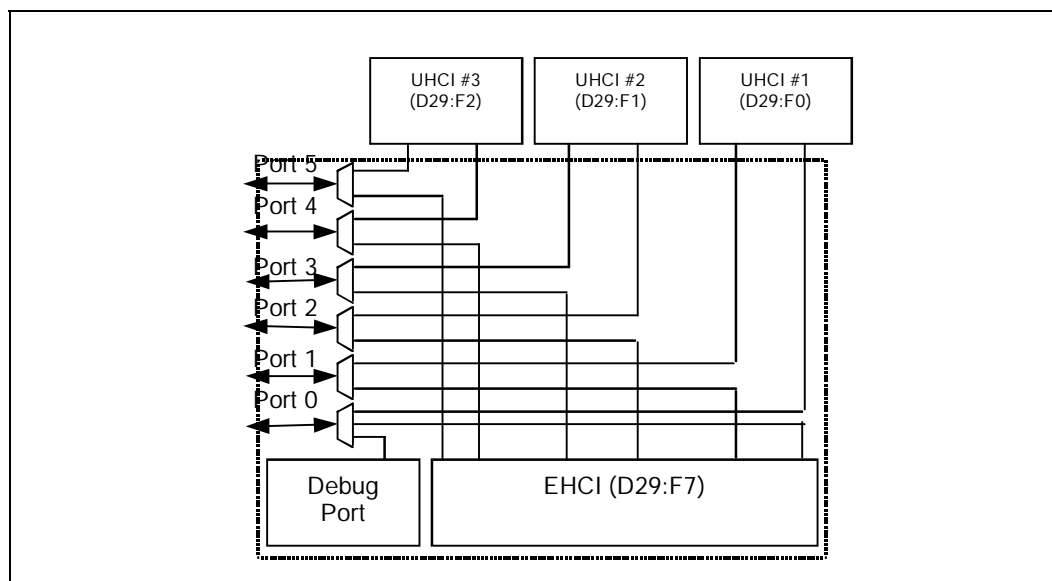 UHCI #3
(D29:F2)
UHCI #2
(D29:F1)
UHCI #1
(D29:F0)
Port 5
Port 4
Port 3
Port 2
Port 1
Port 0
Debug
Port
EHCI (D29:F7)